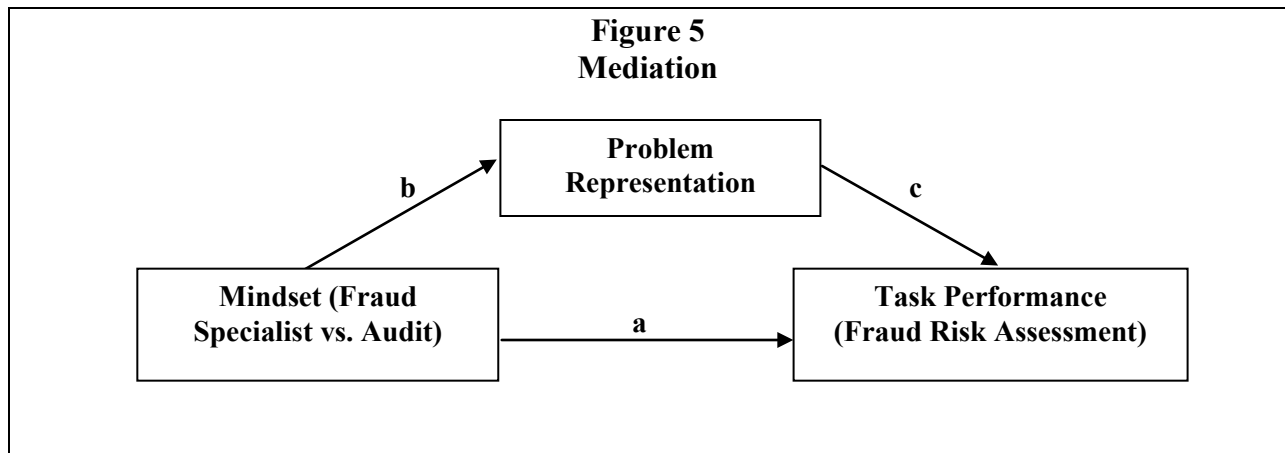 Figure 5
Mediation
Problem
Representation
b
c
Mindset (Fraud
Specialist vs. Audit)
a
Task Performance
(Fraud Risk Assessment)